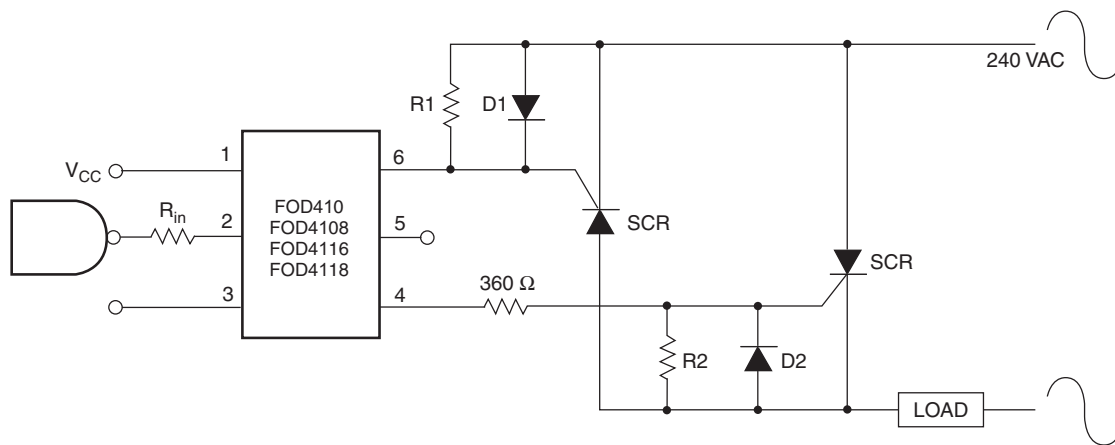 240 VAC
R1
D1
V_CC
1
6
R_in
FOD410
FOD4108
FOD4116
FOD4118
2
5
SCR
3
4
360 Ω
SCR
R2
D2
LOAD